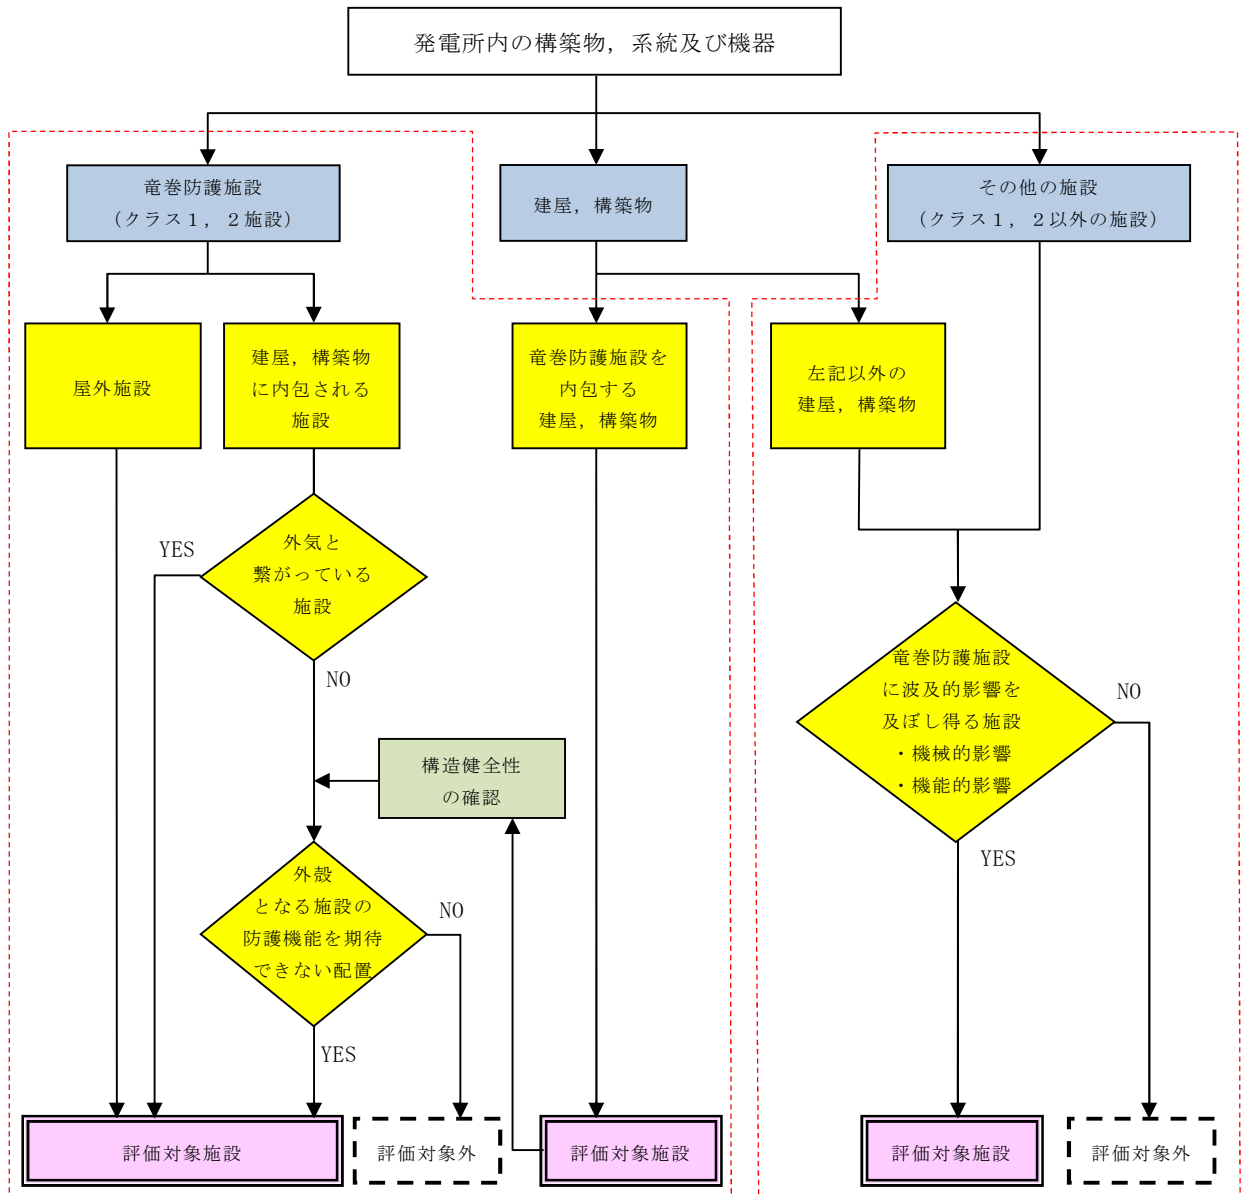 発電所内の構築物，系統及び機器
竜巻防護施設
（クラス１，２施設）
建屋，構築物
その他の施設
（クラス１，２以外の施設）
屋外施設
建屋，構築物
に内包される
施設
竜巻防護施設を
内包する
建屋，構築物
左記以外の
建屋，構築物
外気と
繋がっている
施設
YES
NO
竜巻防護施設
に波及的影響を
及ぼし得る施設
・機械的影響
・機能的影響
NO
YES
構造健全性
の確認
外殻
となる施設の
防護機能を期待
できない配置
NO
YES
評価対象施設
評価対象外
評価対象施設
評価対象施設
評価対象外